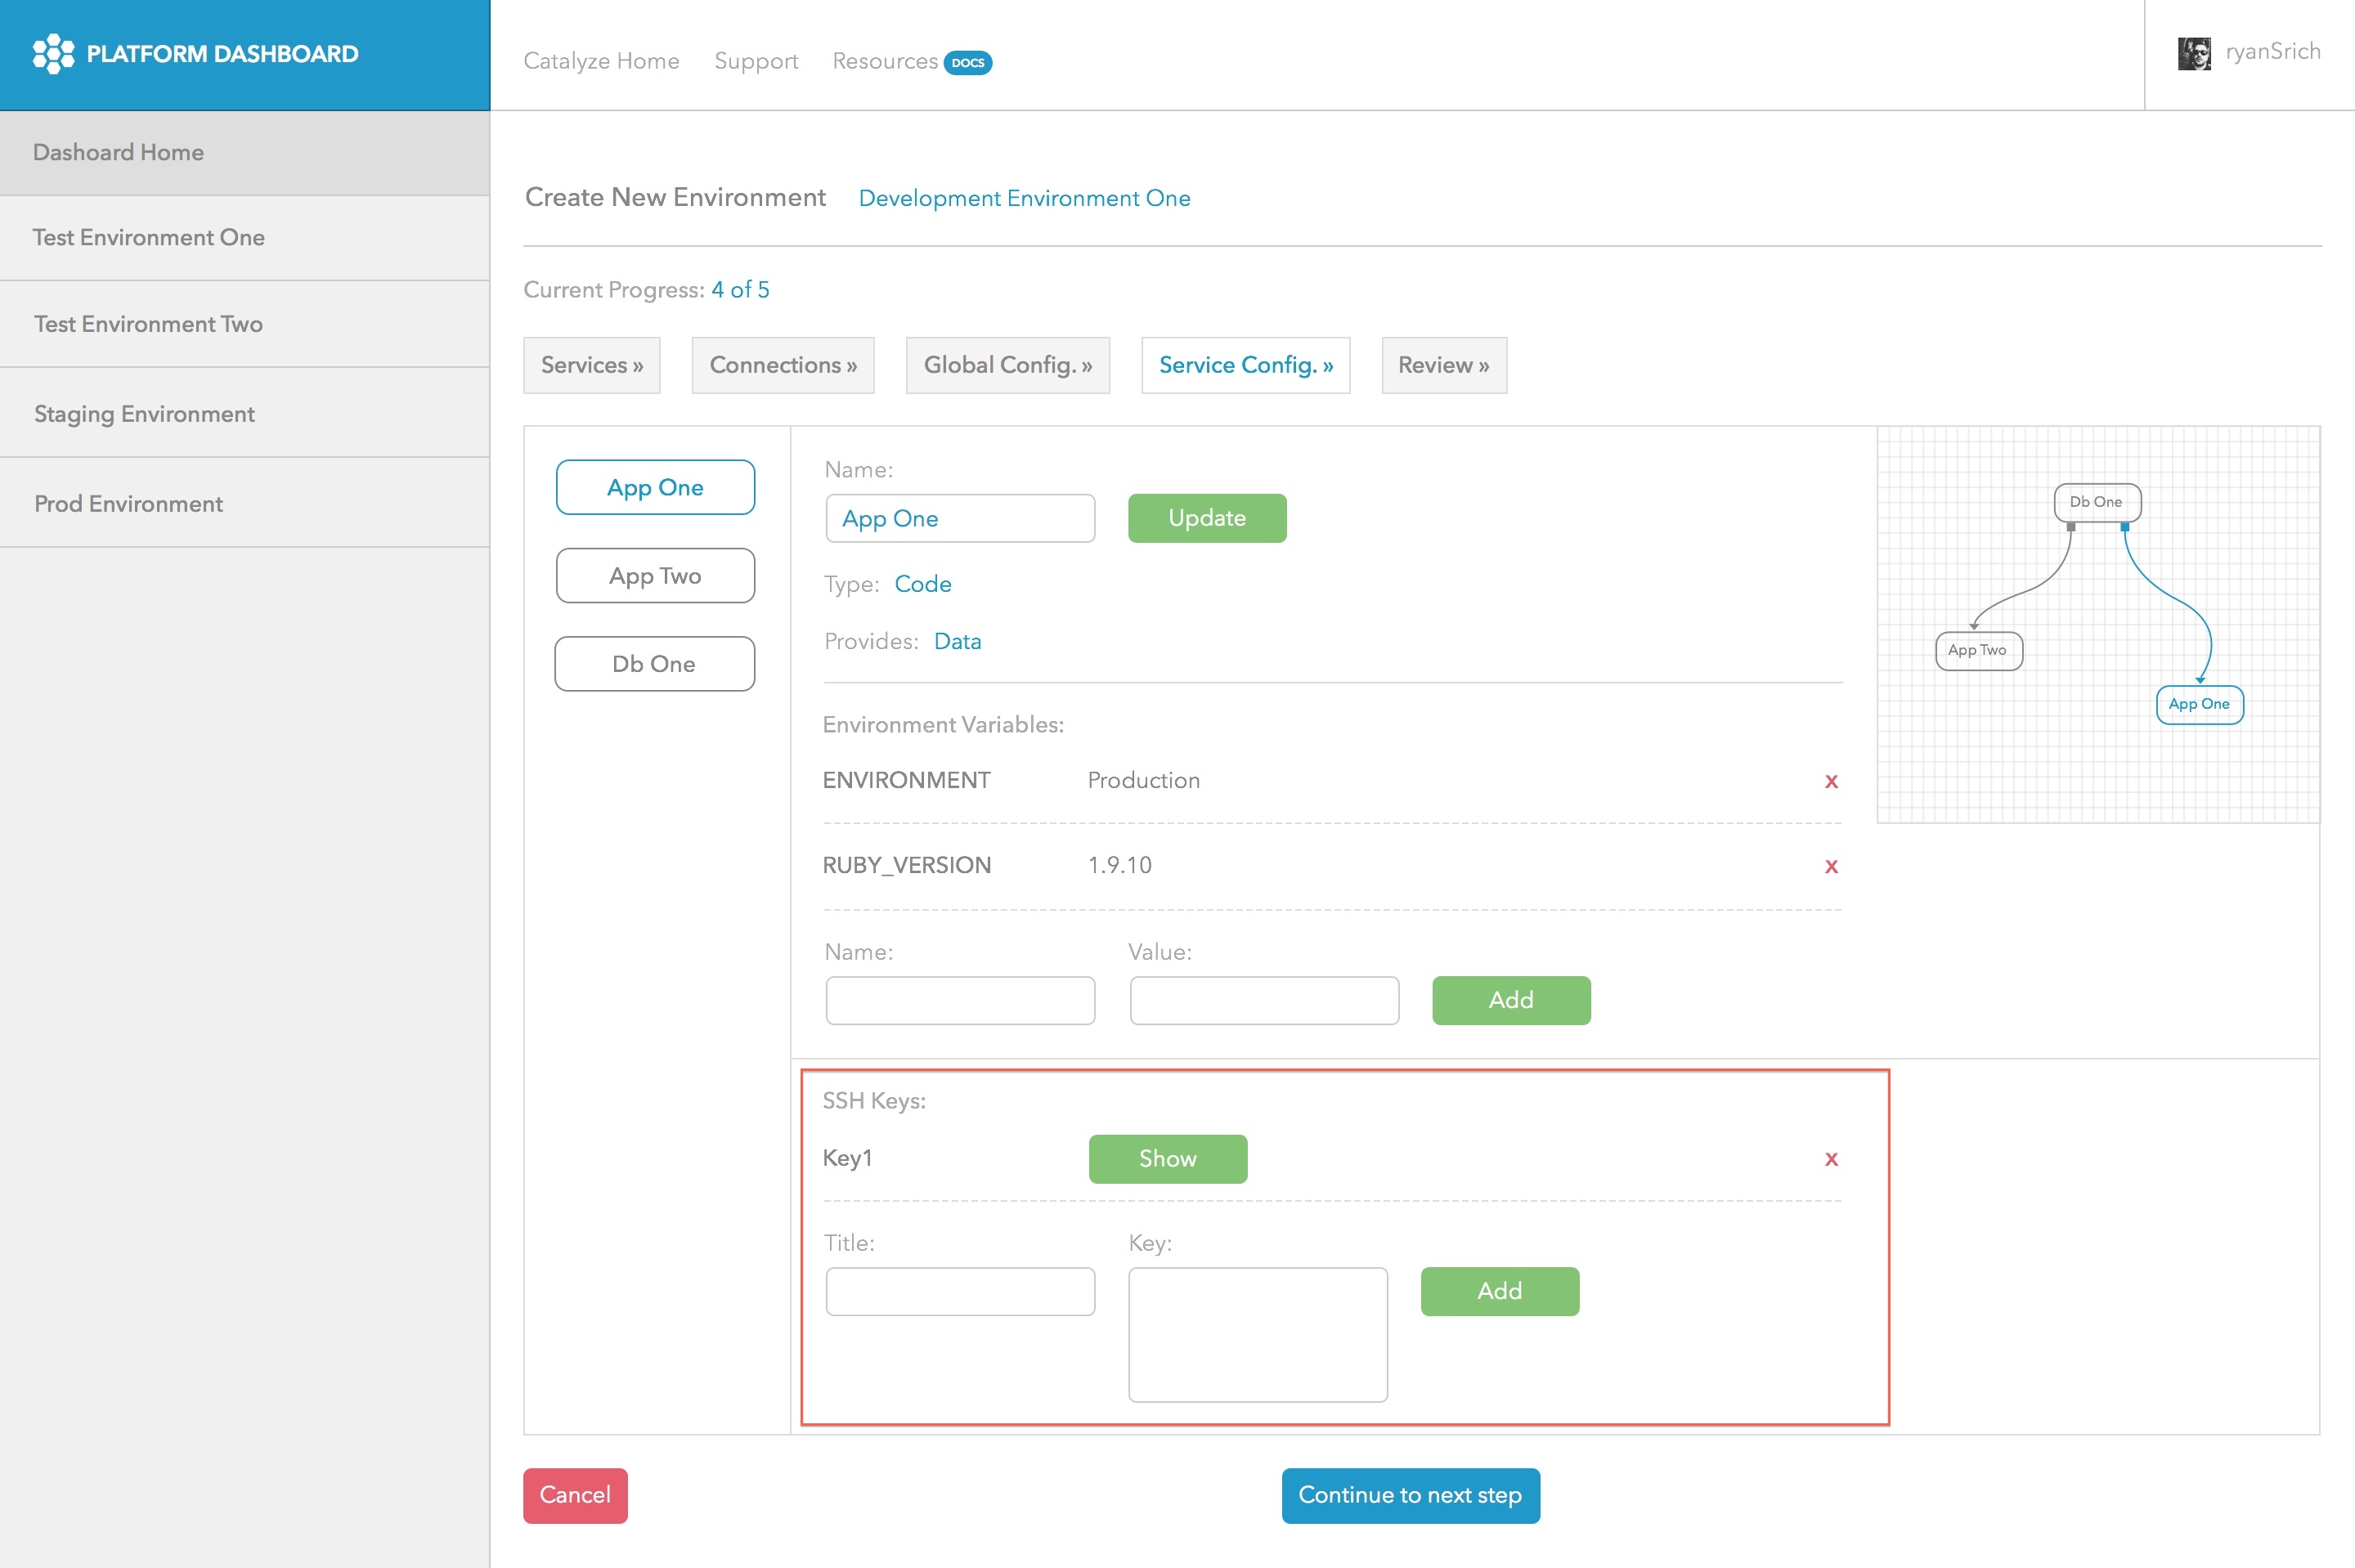 PLATFORM DASHBOARD
Catalyze Home
Support
Resources DOCS
ryanSrich
Dashoard Home
Test Environment One
Test Environment Two
Staging Environment
Prod Environment
Create New Environment Development Environment One
Current Progress: 4 of 5
Services »
Connections »
Global Config. »
Service Config. »
Review »
App One
App Two
Db One
Name:
App One
Update
Type: Code
Provides: Data
Environment Variables:
ENVIRONMENT Production x
RUBY_VERSION 1.9.10 x
Name: Value:
Add
SSH Keys:
Key1 Show x
Title: Key:
Add
Db One
App Two
App One
Cancel
Continue to next step